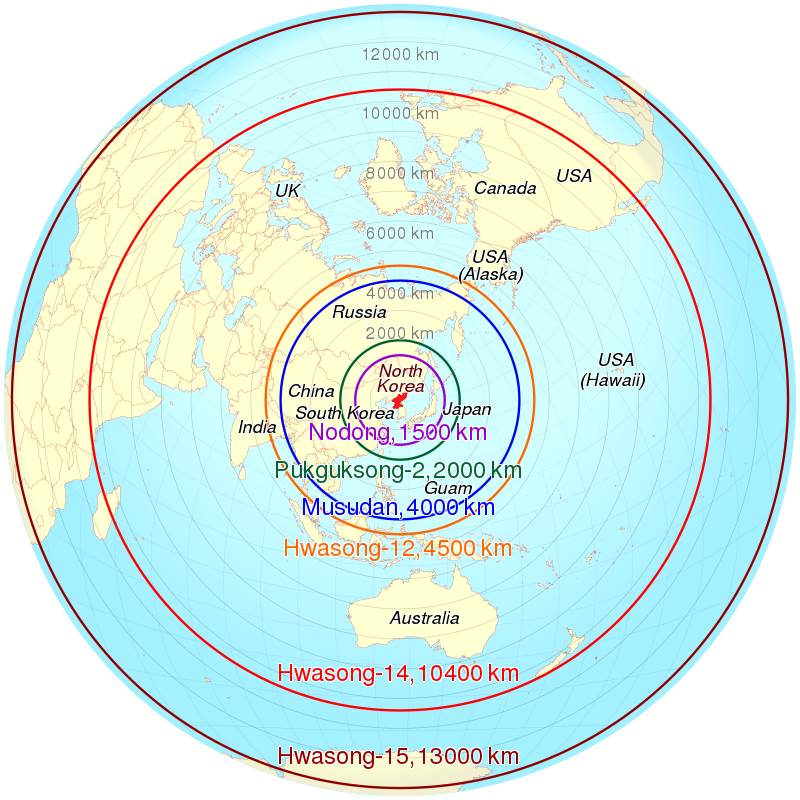 12000 km
10000 km
8000 km
USA
Canada
UK
6000 km
USA
(Alaska)
4000 km
Russia
2000 km
USA
(Hawaii)
North
Korea
China
South Korea
Japan
India
Nodong, 1500 km
Pukguksong-2, 2000 km
Guam
Musudan, 4000 km
Hwasong-12, 4500 km
Australia
Hwasong-14, 10400 km
Hwasong-15, 13000 km